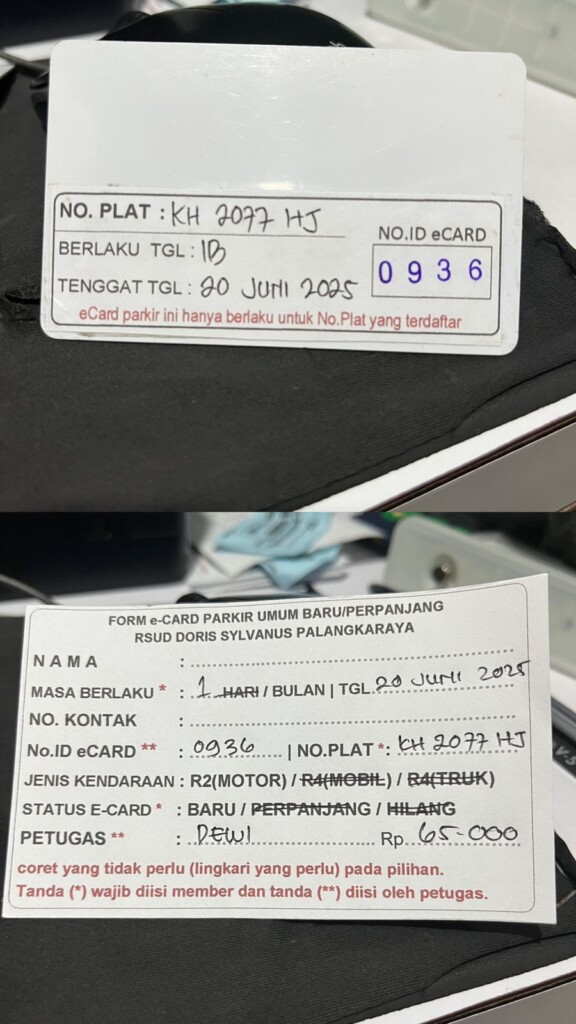 NO. PLAT : KH 2077 HJ
BERLAKU TGL : 1B
TENGGAT TGL : 20 JUNI 2025
NO.ID eCARD
0936
eCard parkir ini hanya berlaku untuk No.Plat yang terdaftar
FORM e-CARD PARKIR UMUM BARU/PERPANJANG
RSUD DORIS SYLVANUS PALANGKARAYA
NAMA :
MASA BERLAKU * : 1 HARI / BULAN | TGL. 20 JUNI 2025
NO. KONTAK :
No.ID eCARD ** : 0936 | NO.PLAT *: KH 2077 HJ
JENIS KENDARAAN : R2(MOTOR) / R4(MOBIL) / R4(TRUK)
STATUS E-CARD * : BARU / PERPANJANG / HILANG
PETUGAS ** : DEWI Rp. 65.000
coret yang tidak perlu (lingkari yang perlu) pada pilihan.
Tanda (*) wajib diisi member dan tanda (**) diisi oleh petugas.